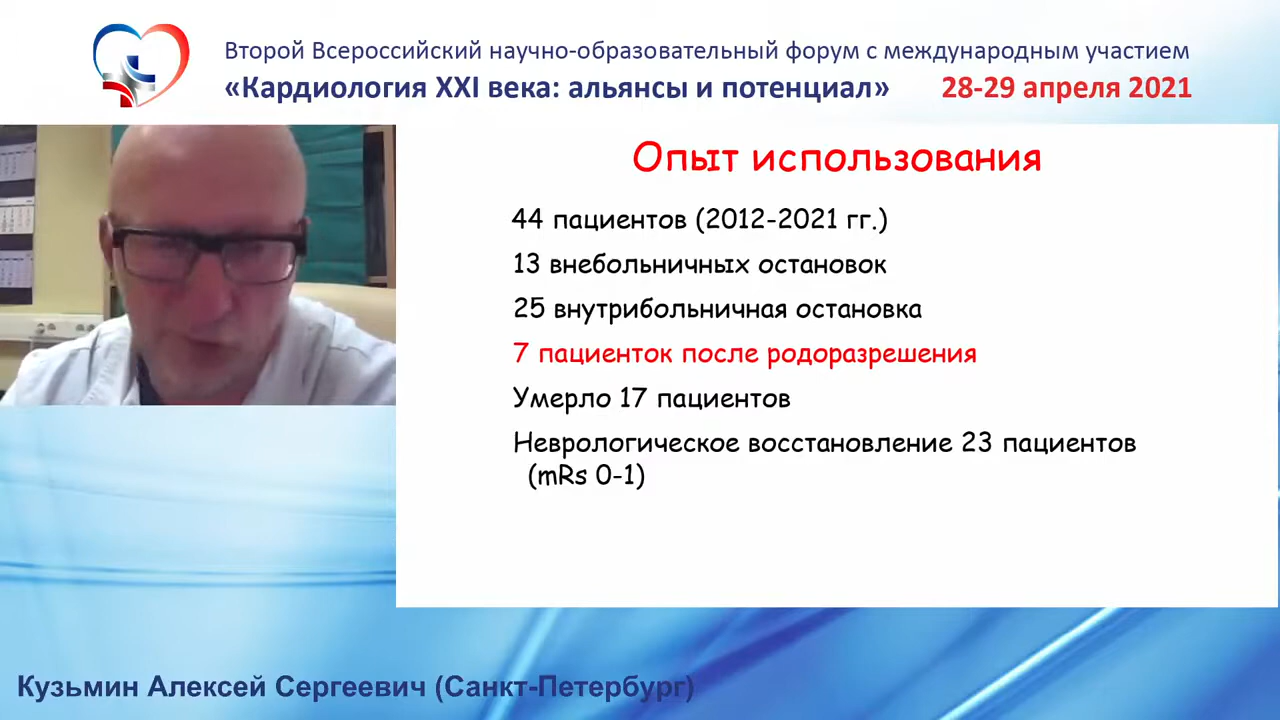 Второй Всероссийский научно-образовательный форум с международным участием
«Кардиология XXI века: альянсы и потенциал» 28-29 апреля 2021
Опыт использования
44 пациентов (2012-2021 гг.)
13 внебольничных остановок
25 внутрибольничная остановка
7 пациенток после родоразрешения
Умерло 17 пациентов
Неврологическое восстановление 23 пациентов
(mRs 0-1)
Кузьмин Алексей Сергеевич (Санкт-Петербург)